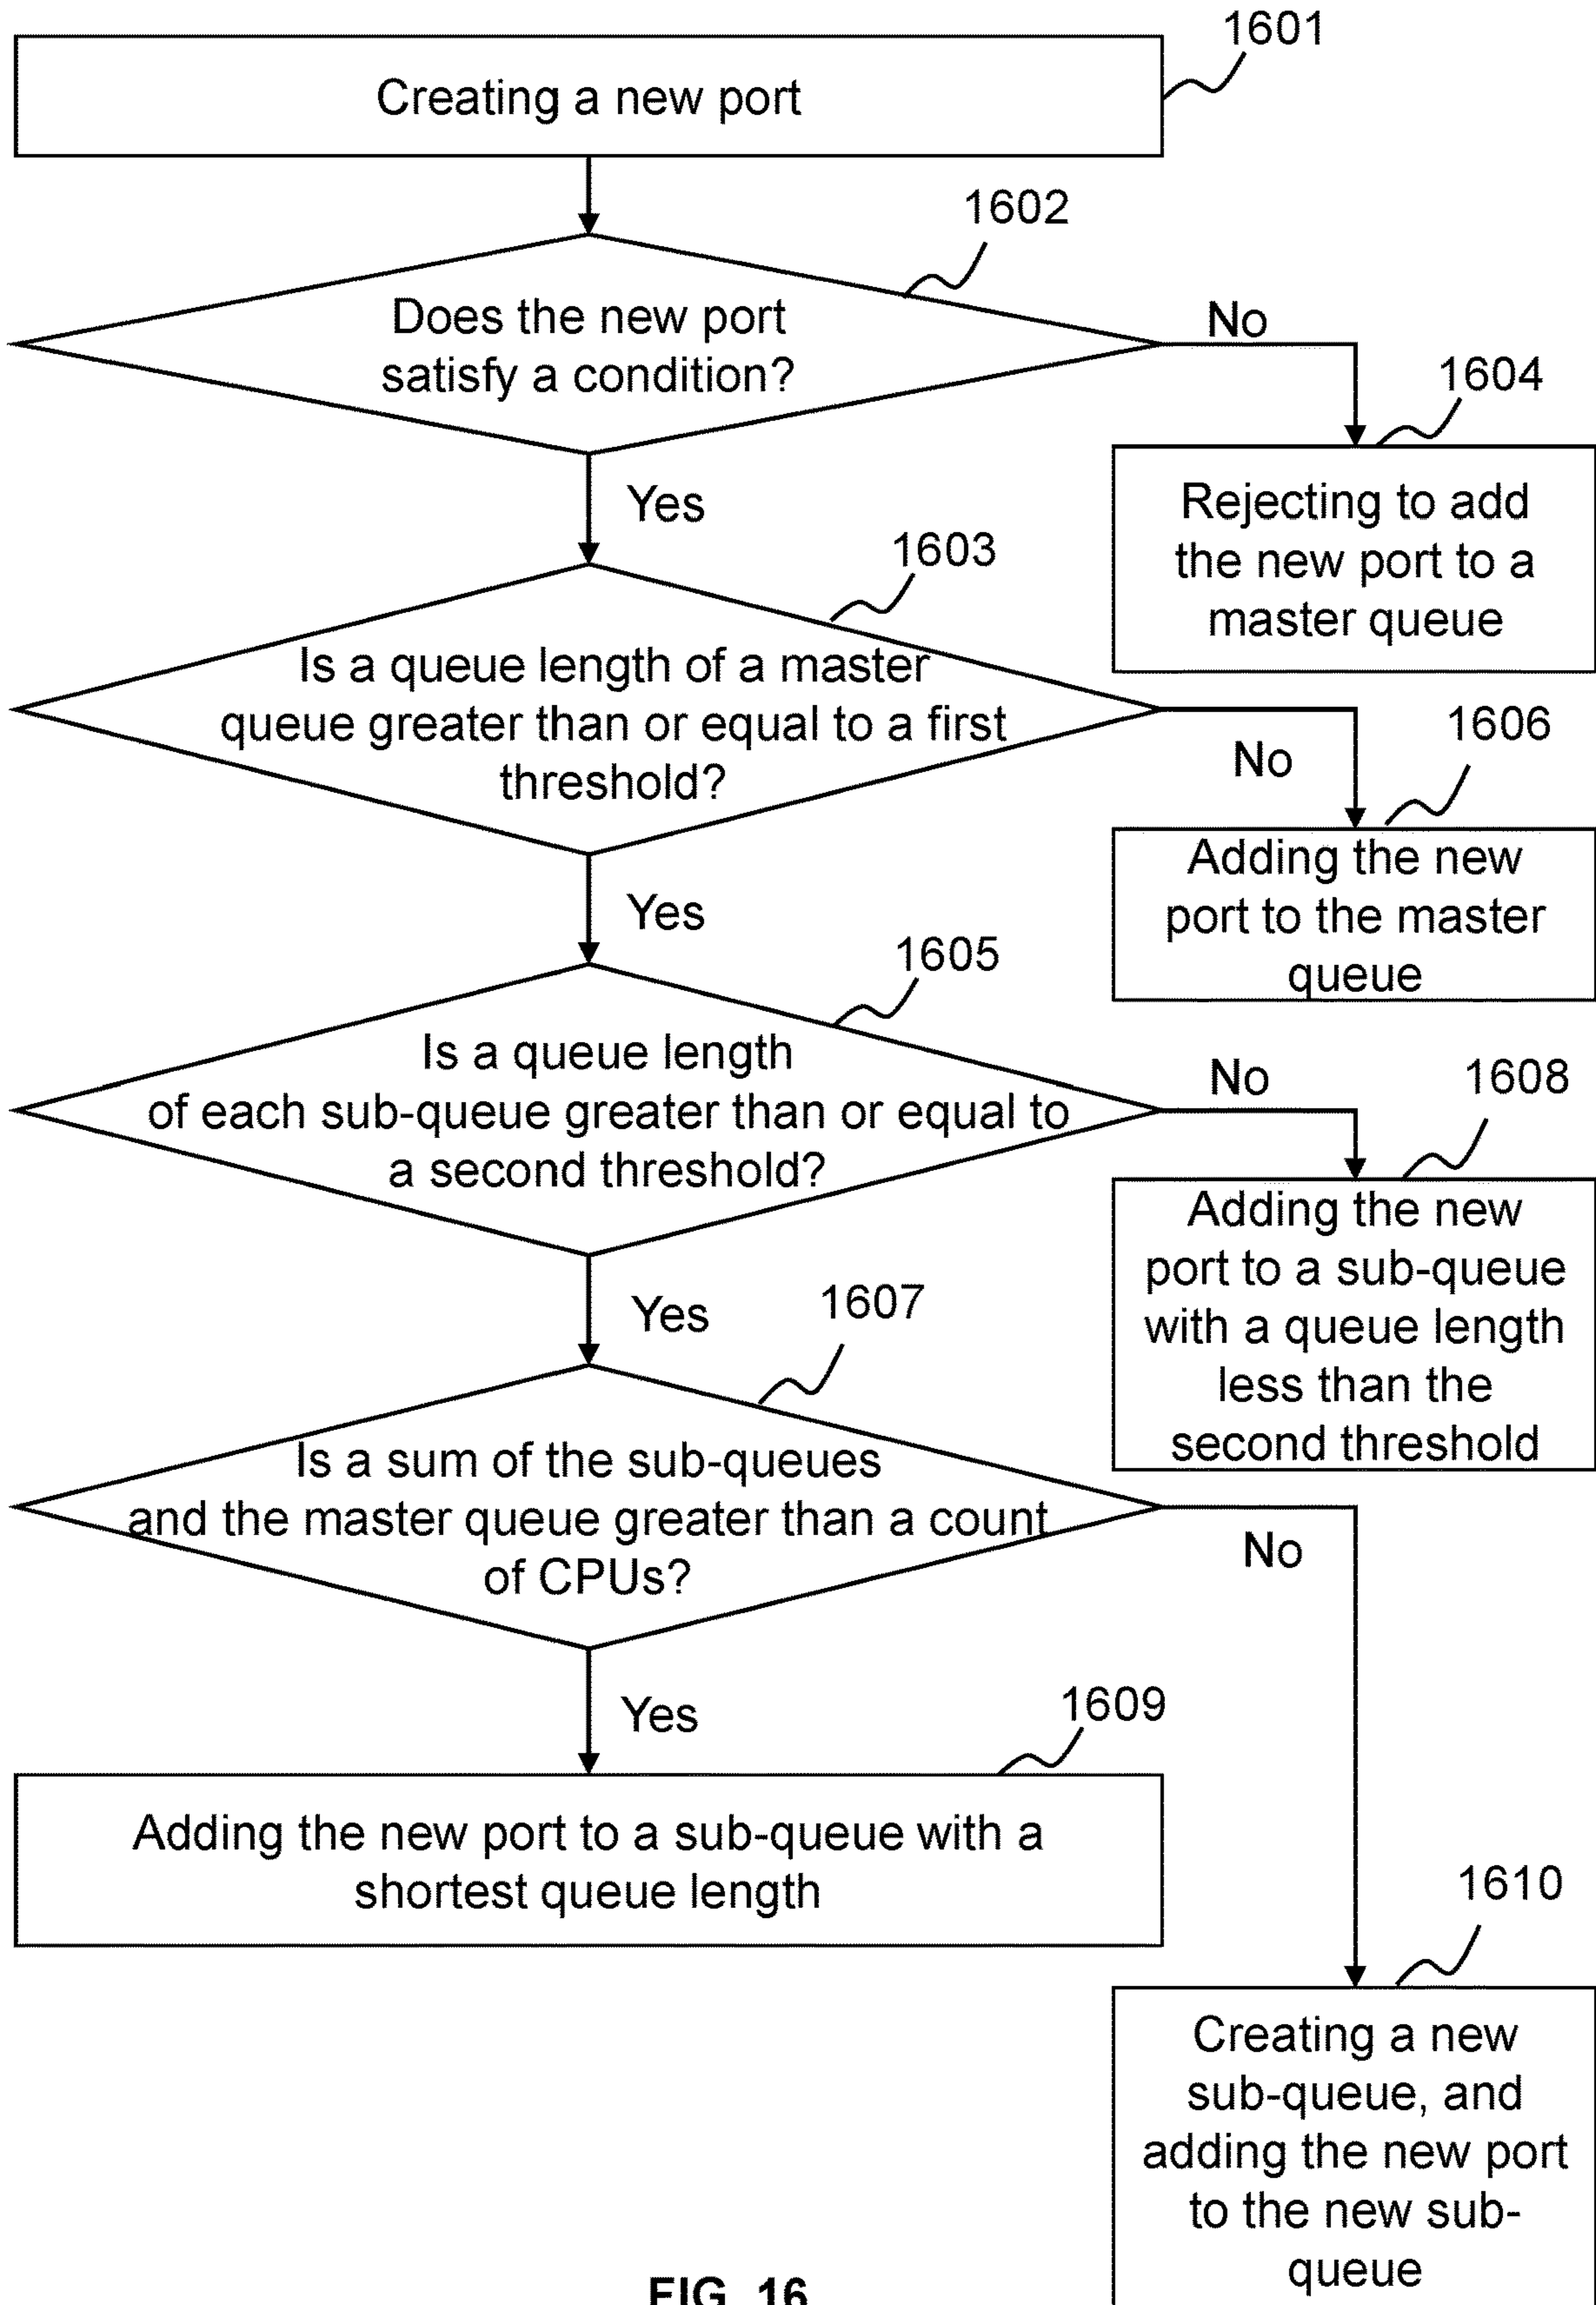 1601
Creating a new port
1602
Does the new port
satisfy a condition?
No
1604
Rejecting to add
the new port to a
master queue
Yes
1603
Is a queue length of a master
queue greater than or equal to a first
threshold?
No
1606
Adding the new
port to the master
queue
Yes
1605
Is a queue length
of each sub-queue greater than or equal to
a second threshold?
No
1608
Adding the new
port to a sub-queue
with a queue length
less than the
second threshold
Yes
1607
Is a sum of the sub-queues
and the master queue greater than a count
of CPUs?
No
Yes
1609
Adding the new port to a sub-queue with a
shortest queue length
1610
Creating a new
sub-queue, and
adding the new port
to the new sub-
queue
FIG. 16